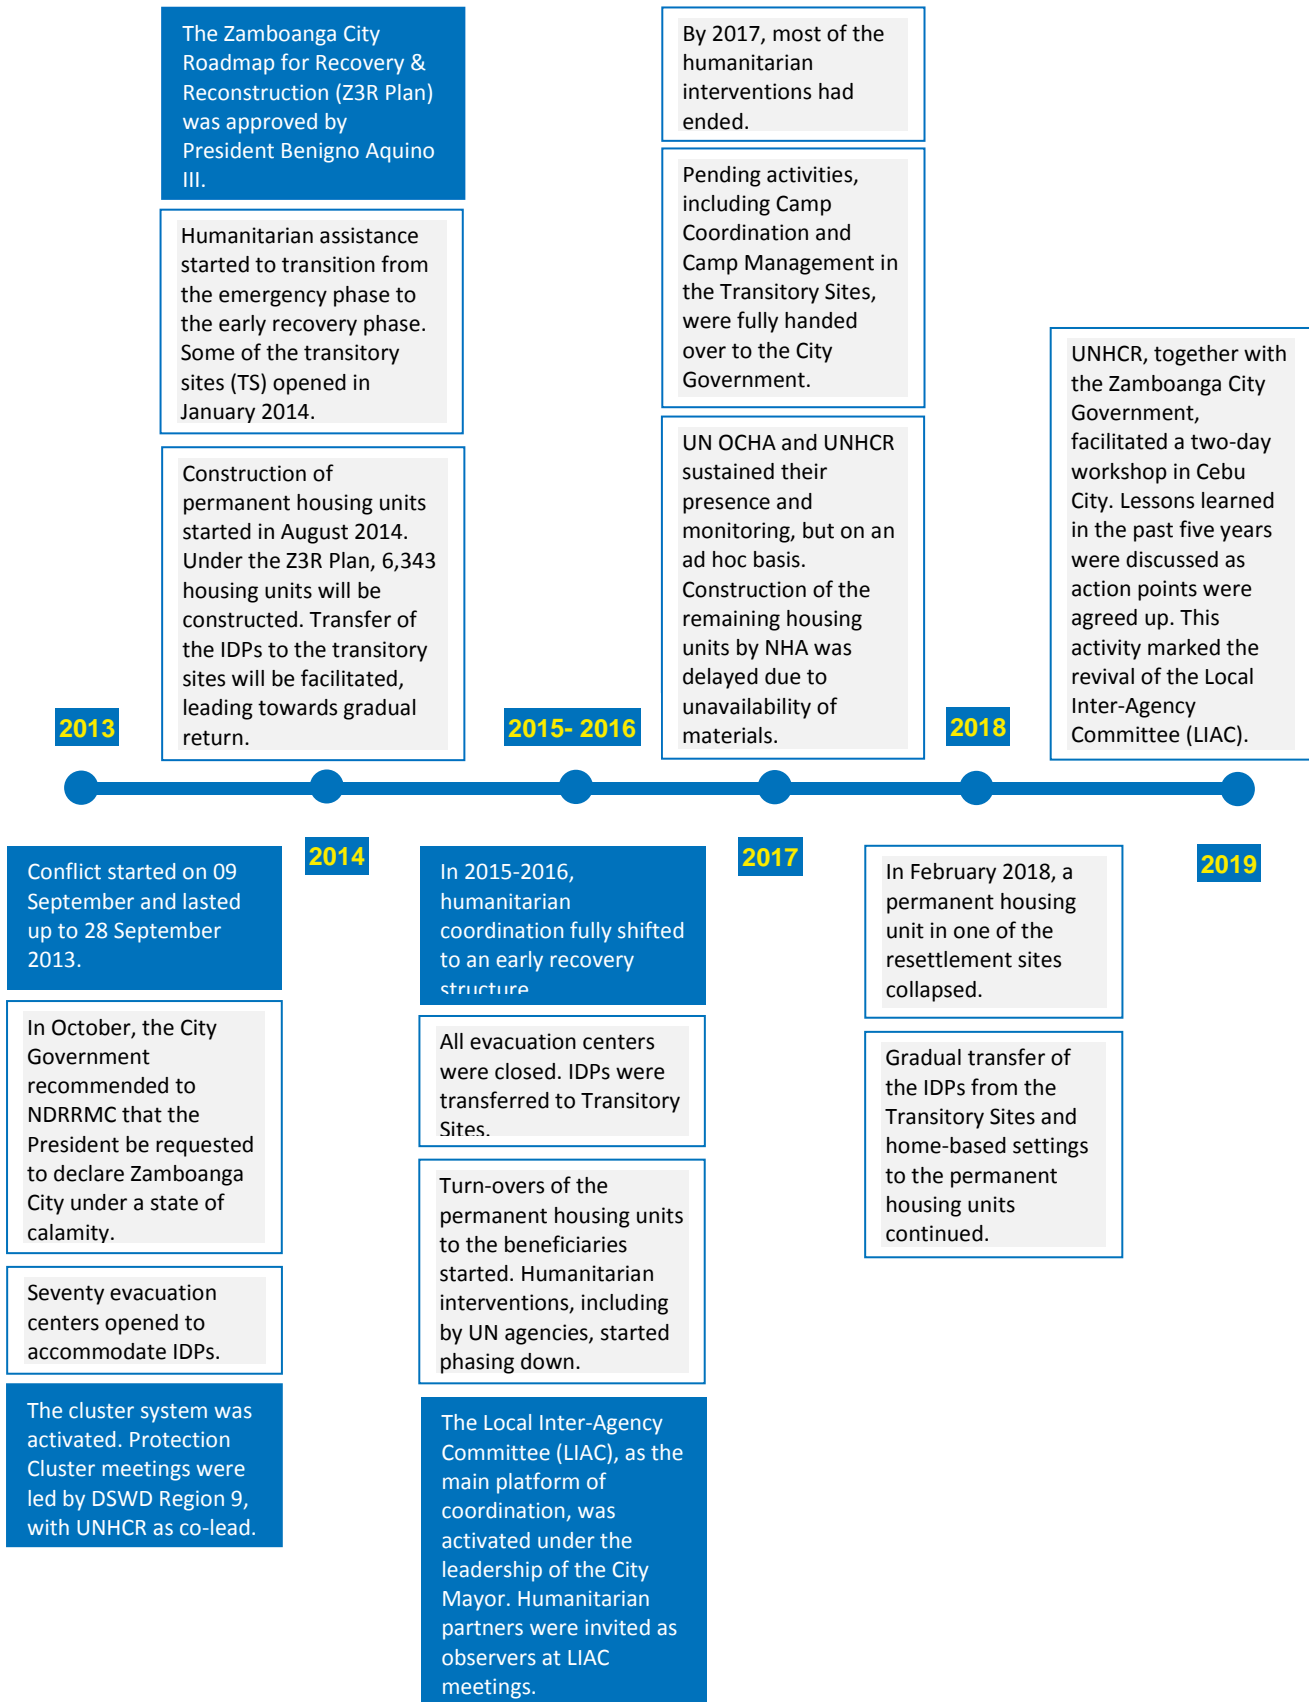 The Zamboanga City
Roadmap for Recovery &
Reconstruction (Z3R Plan)
was approved by
President Benigno Aquino
III.
Humanitarian assistance
started to transition from
the emergency phase to
the early recovery phase.
Some of the transitory
sites (TS) opened in
January 2014.
Construction of
permanent housing units
started in August 2014.
Under the Z3R Plan, 6,343
housing units will be
constructed. Transfer of
the IDPs to the transitory
sites will be facilitated,
leading towards gradual
return.
By 2017, most of the
humanitarian
interventions had
ended.
Pending activities,
including Camp
Coordination and
Camp Management in
the Transitory Sites,
were fully handed
over to the City
Government.
UN OCHA and UNHCR
sustained their
presence and
monitoring, but on an
ad hoc basis.
Construction of the
remaining housing
units by NHA was
delayed due to
unavailability of
materials.
UNHCR, together with
the Zamboanga City
Government,
facilitated a two-day
workshop in Cebu
City. Lessons learned
in the past five years
were discussed as
action points were
agreed up. This
activity marked the
revival of the Local
Inter-Agency
Committee (LIAC).
2013
2015- 2016
2018
2014
2017
2019
Conflict started on 09
September and lasted
up to 28 September
2013.
In October, the City
Government
recommended to
NDRRMC that the
President be requested
to declare Zamboanga
City under a state of
calamity.
Seventy evacuation
centers opened to
accommodate IDPs.
The cluster system was
activated. Protection
Cluster meetings were
led by DSWD Region 9,
with UNHCR as co-lead.
In 2015-2016,
humanitarian
coordination fully shifted
to an early recovery
structure
All evacuation centers
were closed. IDPs were
transferred to Transitory
Sites.
Turn-overs of the
permanent housing units
to the beneficiaries
started. Humanitarian
interventions, including
by UN agencies, started
phasing down.
The Local Inter-Agency
Committee (LIAC), as the
main platform of
coordination, was
activated under the
leadership of the City
Mayor. Humanitarian
partners were invited as
observers at LIAC
meetings.
In February 2018, a
permanent housing
unit in one of the
resettlement sites
collapsed.
Gradual transfer of
the IDPs from the
Transitory Sites and
home-based settings
to the permanent
housing units
continued.